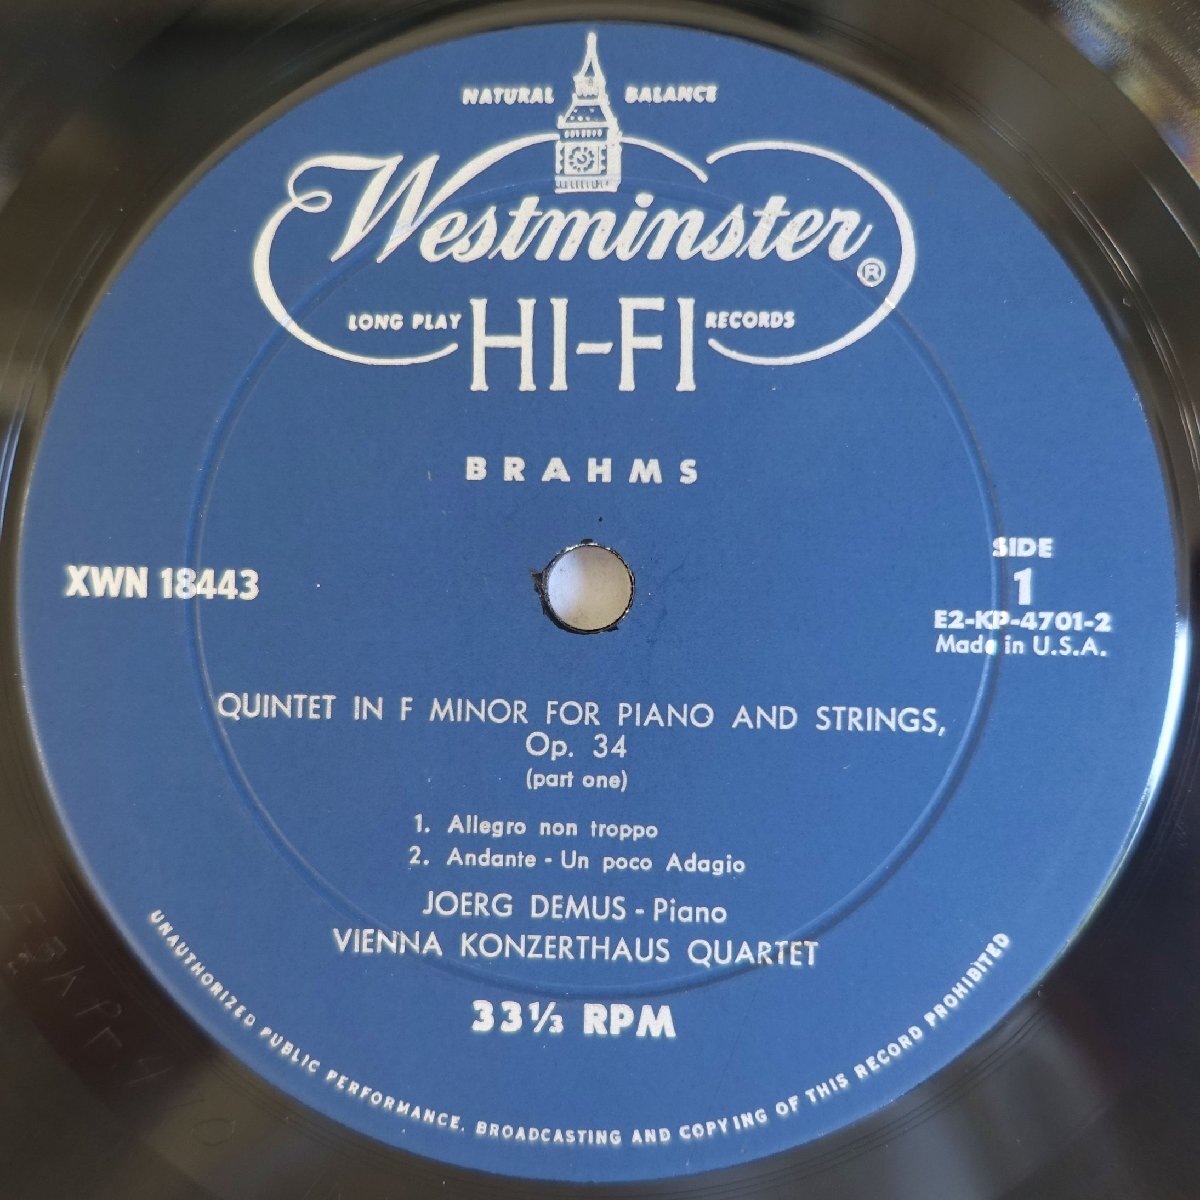 NATURAL BALANCE
Westminster ®
LONG PLAY HI-FI RECORDS
BRAHMS
XWN 18443
SIDE
1
E2-KP-4701-2
Made in U.S.A.
QUINTET IN F MINOR FOR PIANO AND STRINGS,
Op. 34
(part one)
1. Allegro non troppo
2. Andante - Un poco Adagio
JOERG DEMUS - Piano
VIENNA KONZERTHAUS QUARTET
33⅓ RPM
UNAUTHORIZED PUBLIC PERFORMANCE, BROADCASTING AND COPYING OF THIS RECORD PROHIBITED